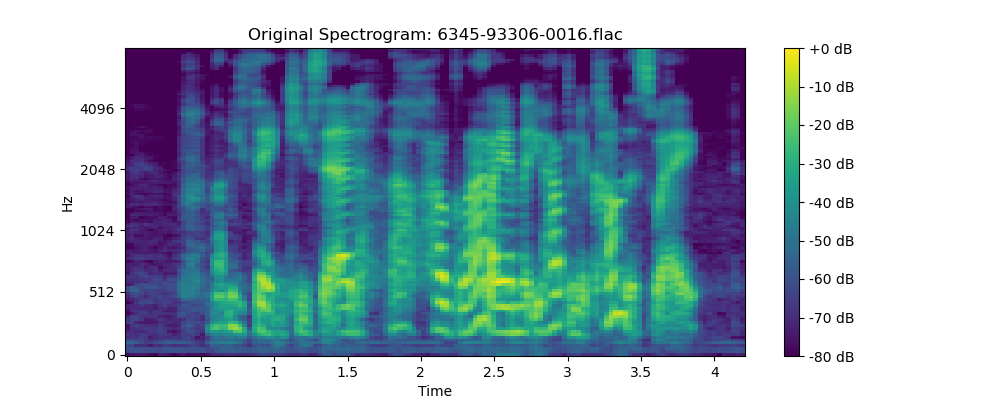 Original Spectrogram: 6345-93306-0016.flac
Hz
4096
2048
1024
512
0
0 0.5 1 1.5 2 2.5 3 3.5 4
Time
+0 dB
-10 dB
-20 dB
-30 dB
-40 dB
-50 dB
-60 dB
-70 dB
-80 dB